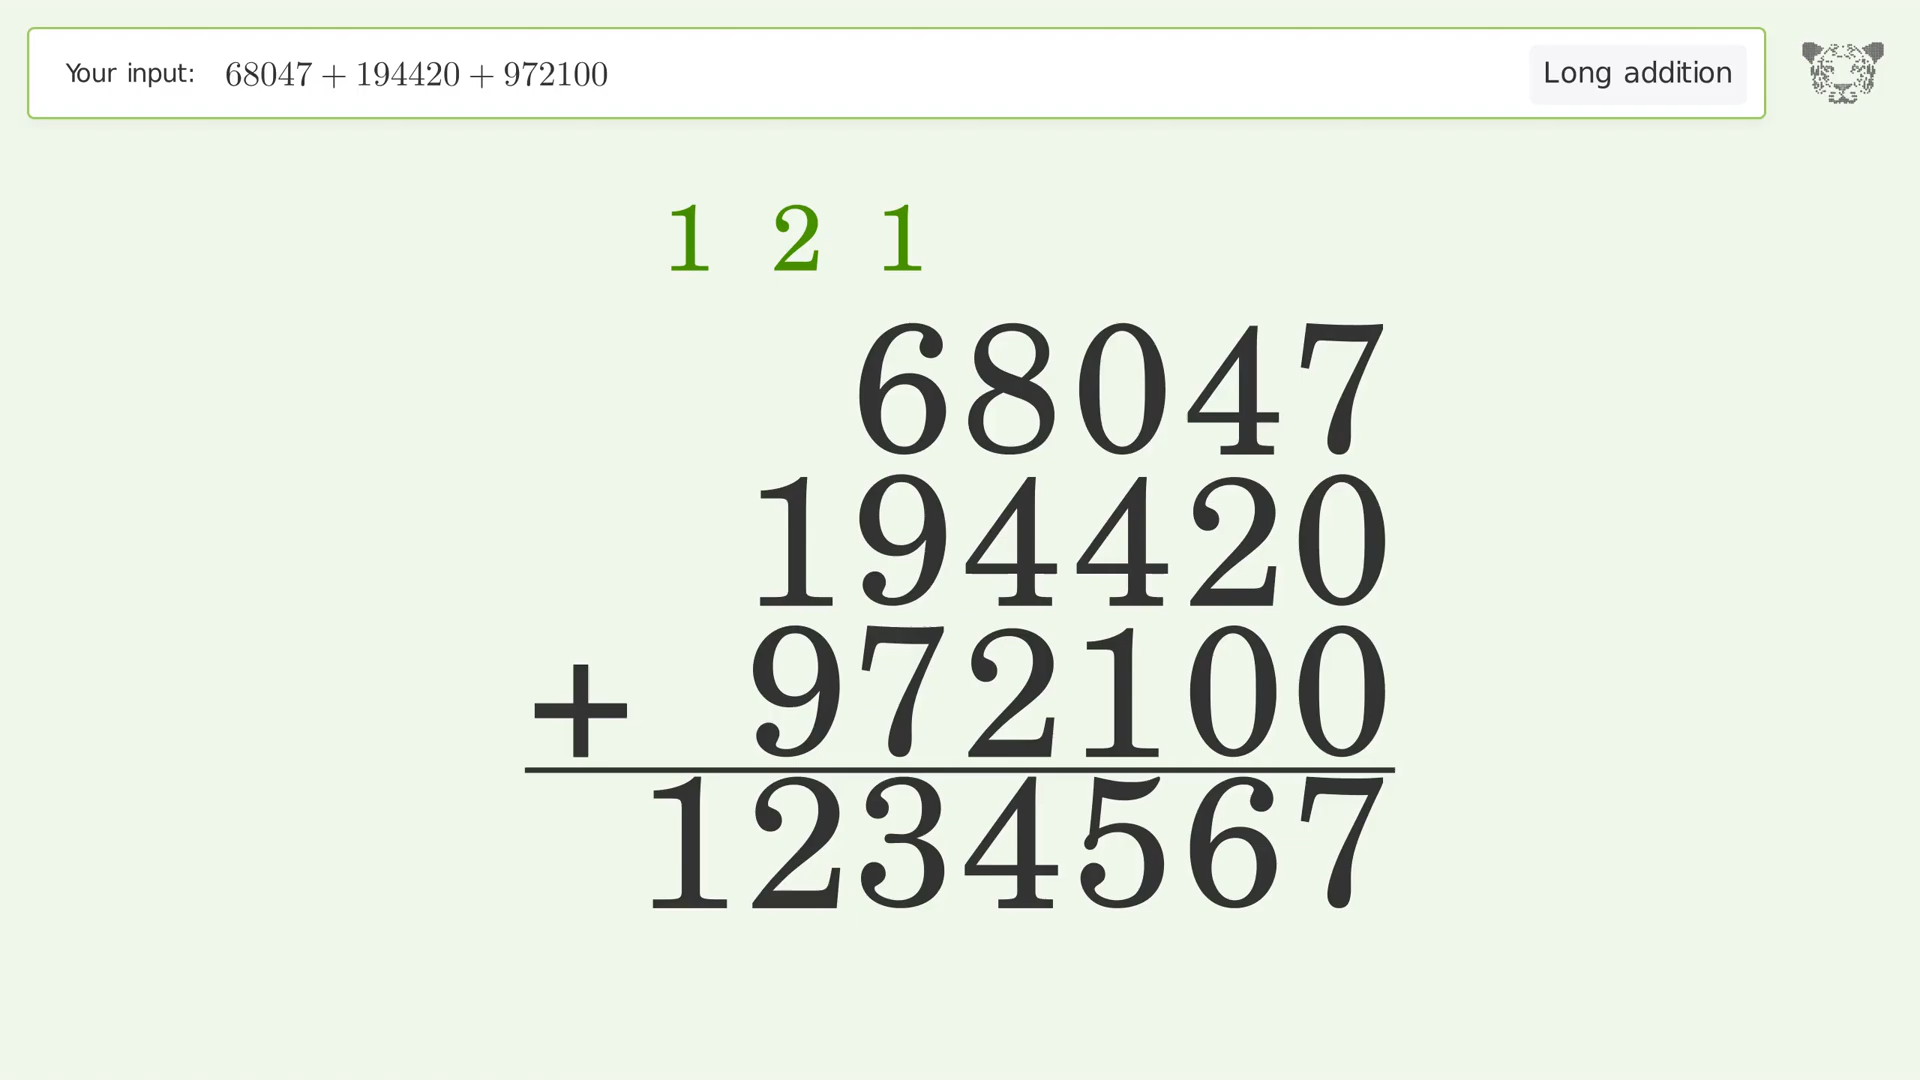 Your input: 68047 + 194420 + 972100 Long addition
1 2 1
68047
194420
+ 972100
1234567